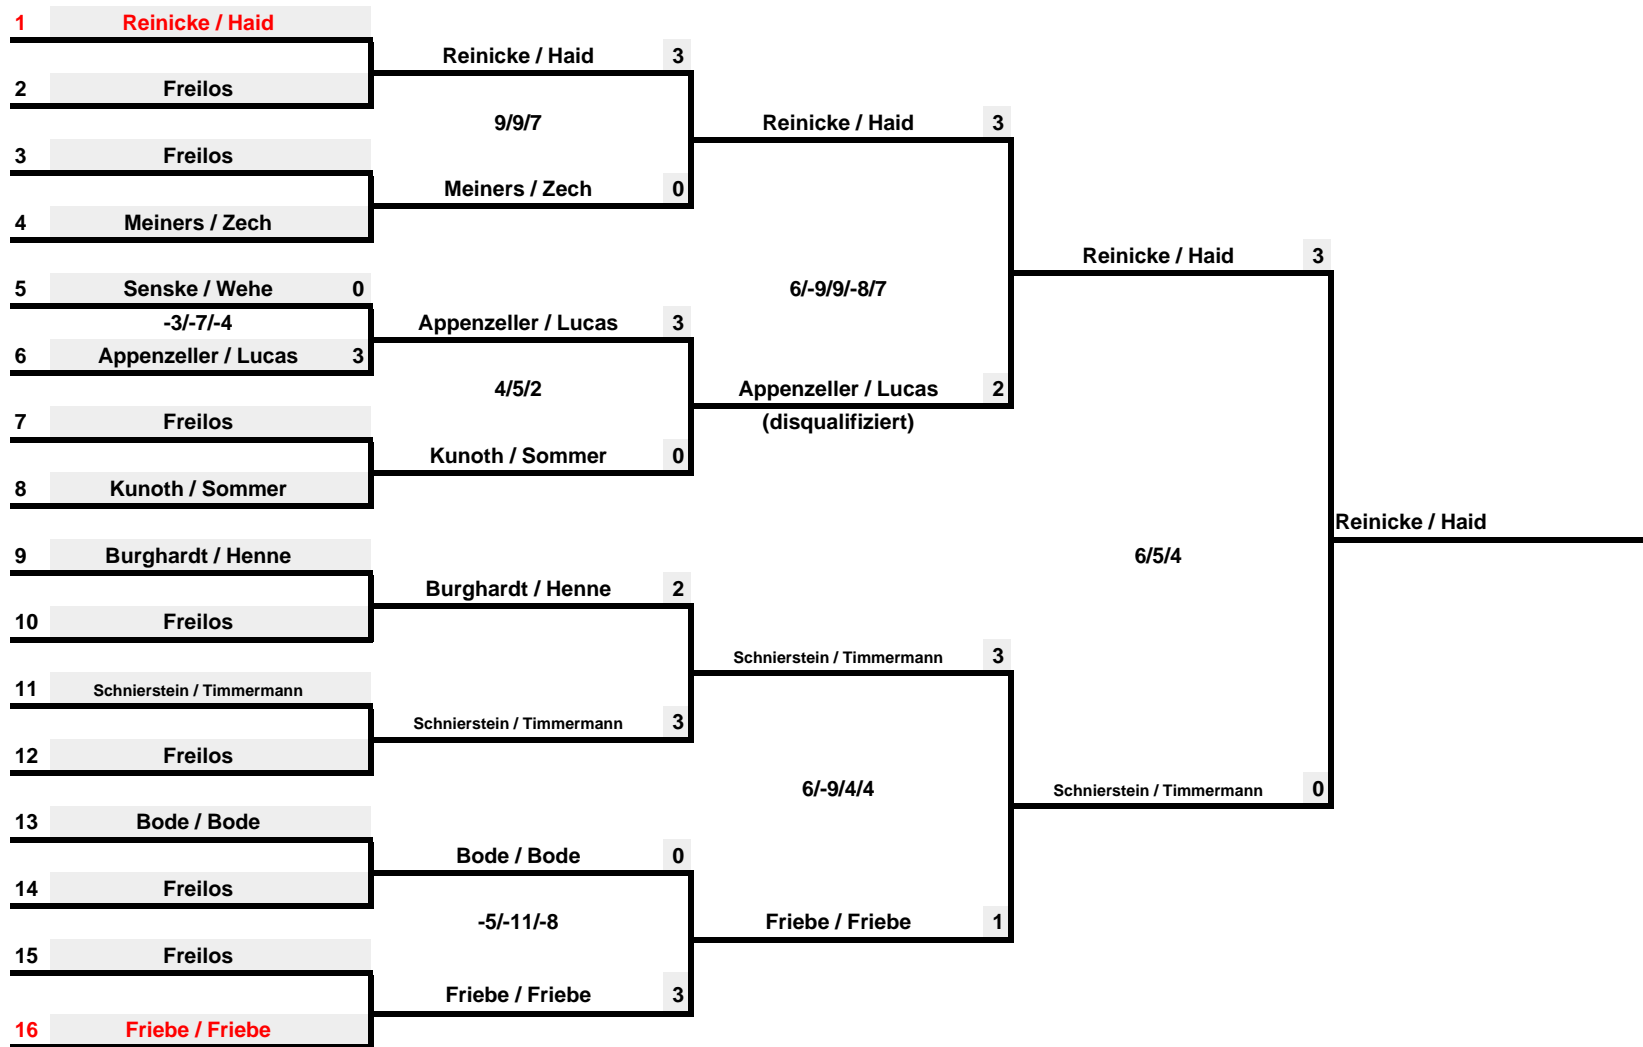 1 Reinicke / Haid
Reinicke / Haid 3
2 Freilos
9/9/7
Reinicke / Haid 3
3 Freilos
Meiners / Zech 0
4 Meiners / Zech
Reinicke / Haid 3
5 Senske / Wehe 0
6/-9/9/-8/7
-3/-7/-4
Appenzeller / Lucas 3
6 Appenzeller / Lucas 3
4/5/2
Appenzeller / Lucas 2
7 Freilos
(disqualifiziert)
Kunoth / Sommer 0
8 Kunoth / Sommer
Reinicke / Haid
9 Burghardt / Henne
6/5/4
Burghardt / Henne 2
10 Freilos
Schnierstein / Timmermann 3
11 Schnierstein / Timmermann
Schnierstein / Timmermann 3
12 Freilos
6/-9/4/4
Schnierstein / Timmermann 0
13 Bode / Bode
Bode / Bode 0
14 Freilos
-5/-11/-8
Friebe / Friebe 1
15 Freilos
Friebe / Friebe 3
16 Friebe / Friebe